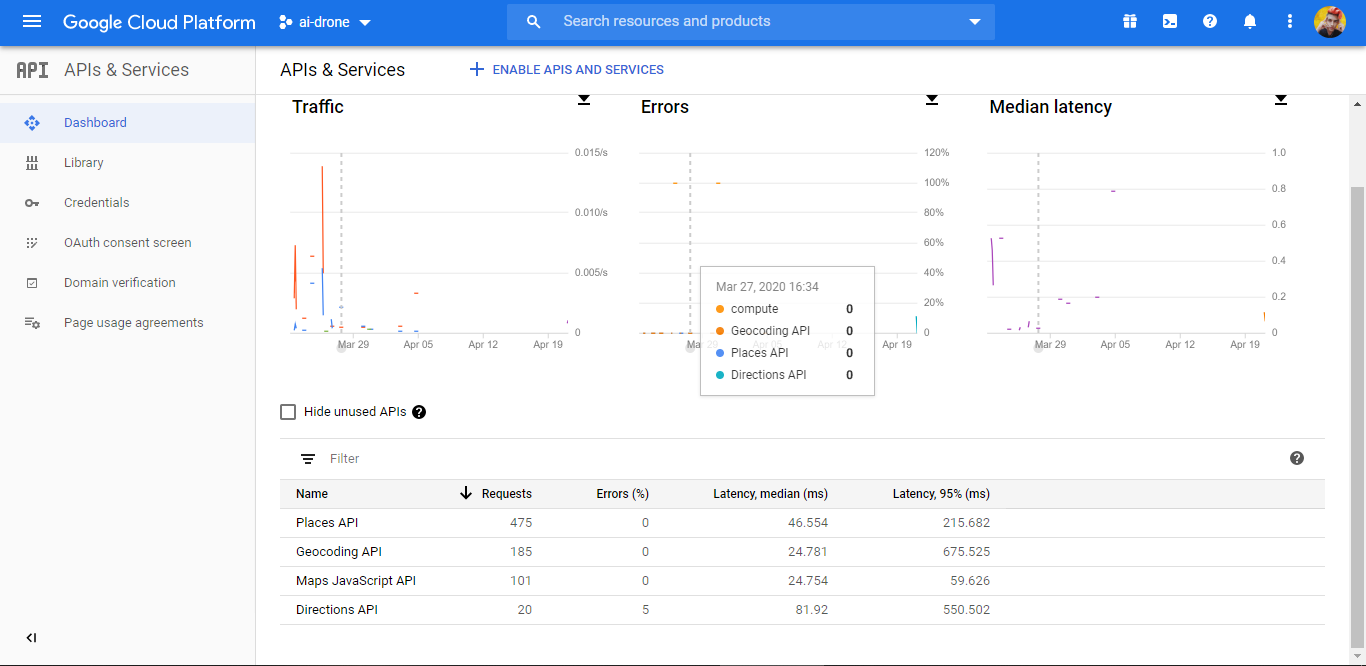 Google Cloud Platform ai-drone Search resources and products
API APIs & Services
APIs & Services ENABLE APIS AND SERVICES
Dashboard
Library
Credentials
OAuth consent screen
Domain verification
Page usage agreements
Traffic
0.015/s
0.010/s
0.005/s
0
Mar 29 Apr 05 Apr 12 Apr 19
Errors
120%
100%
80%
60%
40%
20%
0
Mar 29 Apr 05 Apr 12 Apr 19
Mar 27, 2020 16:34
compute 0
Geocoding API 0
Places API 0
Directions API 0
Median latency
1.0
0.8
0.6
0.4
0.2
0
Mar 29 Apr 05 Apr 12 Apr 19
Hide unused APIs ?
Filter ?
Name Requests Errors (%) Latency, median (ms) Latency, 95% (ms)
Places API 475 0 46.554 215.682
Geocoding API 185 0 24.781 675.525
Maps JavaScript API 101 0 24.754 59.626
Directions API 20 5 81.92 550.502